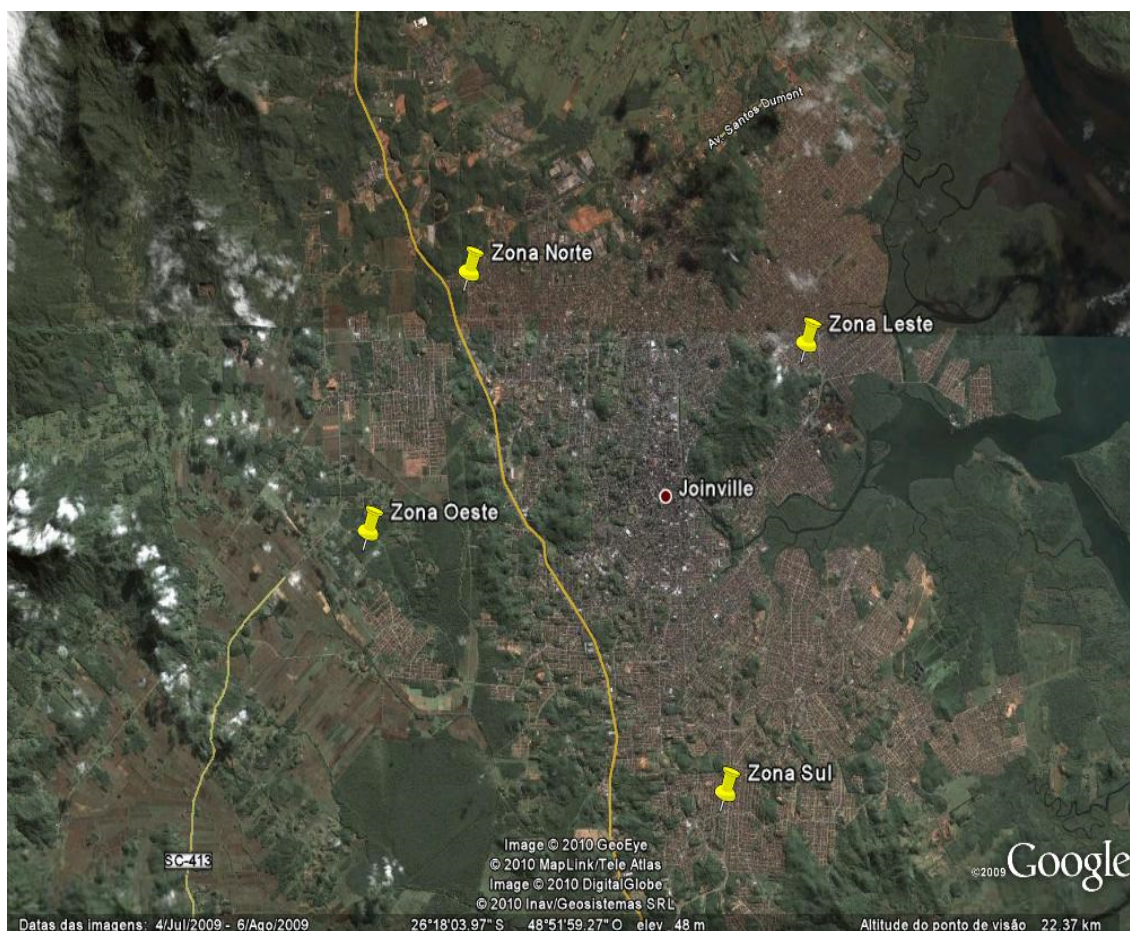 Av. Santos Dumont
Zona Norte
Zona Leste
Joinville
Zona Oeste
Zona Sul
SC-413
Image © 2010 GeoEye
© 2010 MapLink/Tele Atlas
Image © 2010 DigitalGlobe
© 2010 Inav/Geosistemas SRL
©2009 Google
Datas das imagens: 4/Jul/2009 - 6/Ago/2009 26°18'03.97" S 48°51'59.27" O elev 48 m Altitude do ponto de visão 22.37 km